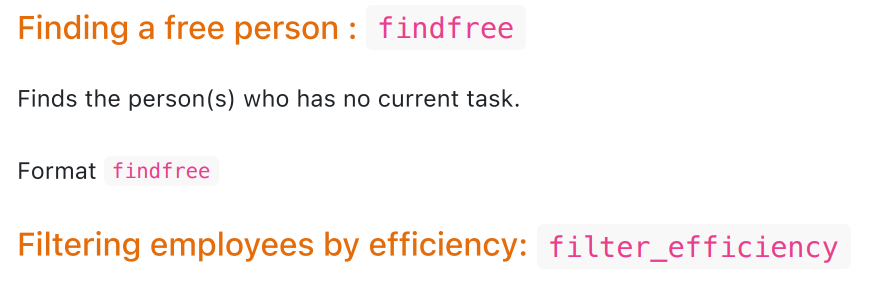 Finding a free person : findfree
Finds the person(s) who has no current task.
Format findfree
Filtering employees by efficiency: filter_efficiency